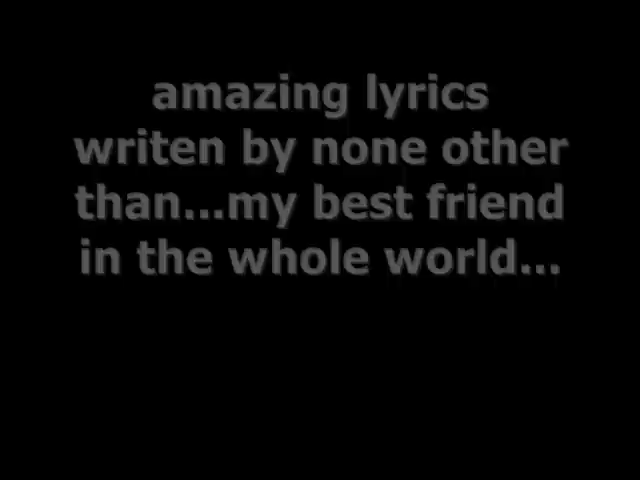 amazing lyrics
writen by none other
than...my best friend
in the whole world...